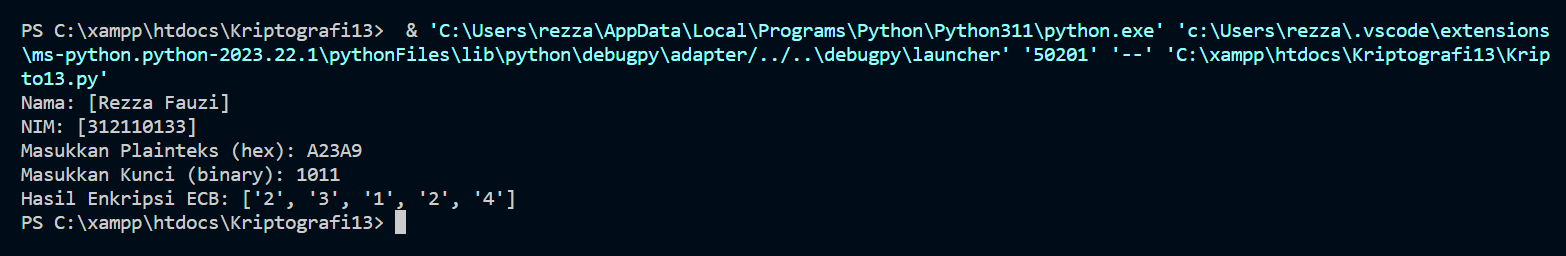 PS C:\xampp\htdocs\Kriptografi13>  & 'C:\Users\rezza\AppData\Local\Programs\Python\Python311\python.exe' 'c:\Users\rezza\.vscode\extensions
\ms-python.python-2023.22.1\pythonFiles\lib\python\debugpy\adapter/../..\debugpy\launcher' '50201' '--' 'C:\xampp\htdocs\Kriptografi13\Krip
to13.py'
Nama: [Rezza Fauzi]
NIM: [312110133]
Masukkan Plainteks (hex): A23A9
Masukkan Kunci (binary): 1011
Hasil Enkripsi ECB: ['2', '3', '1', '2', '4']
PS C:\xampp\htdocs\Kriptografi13>